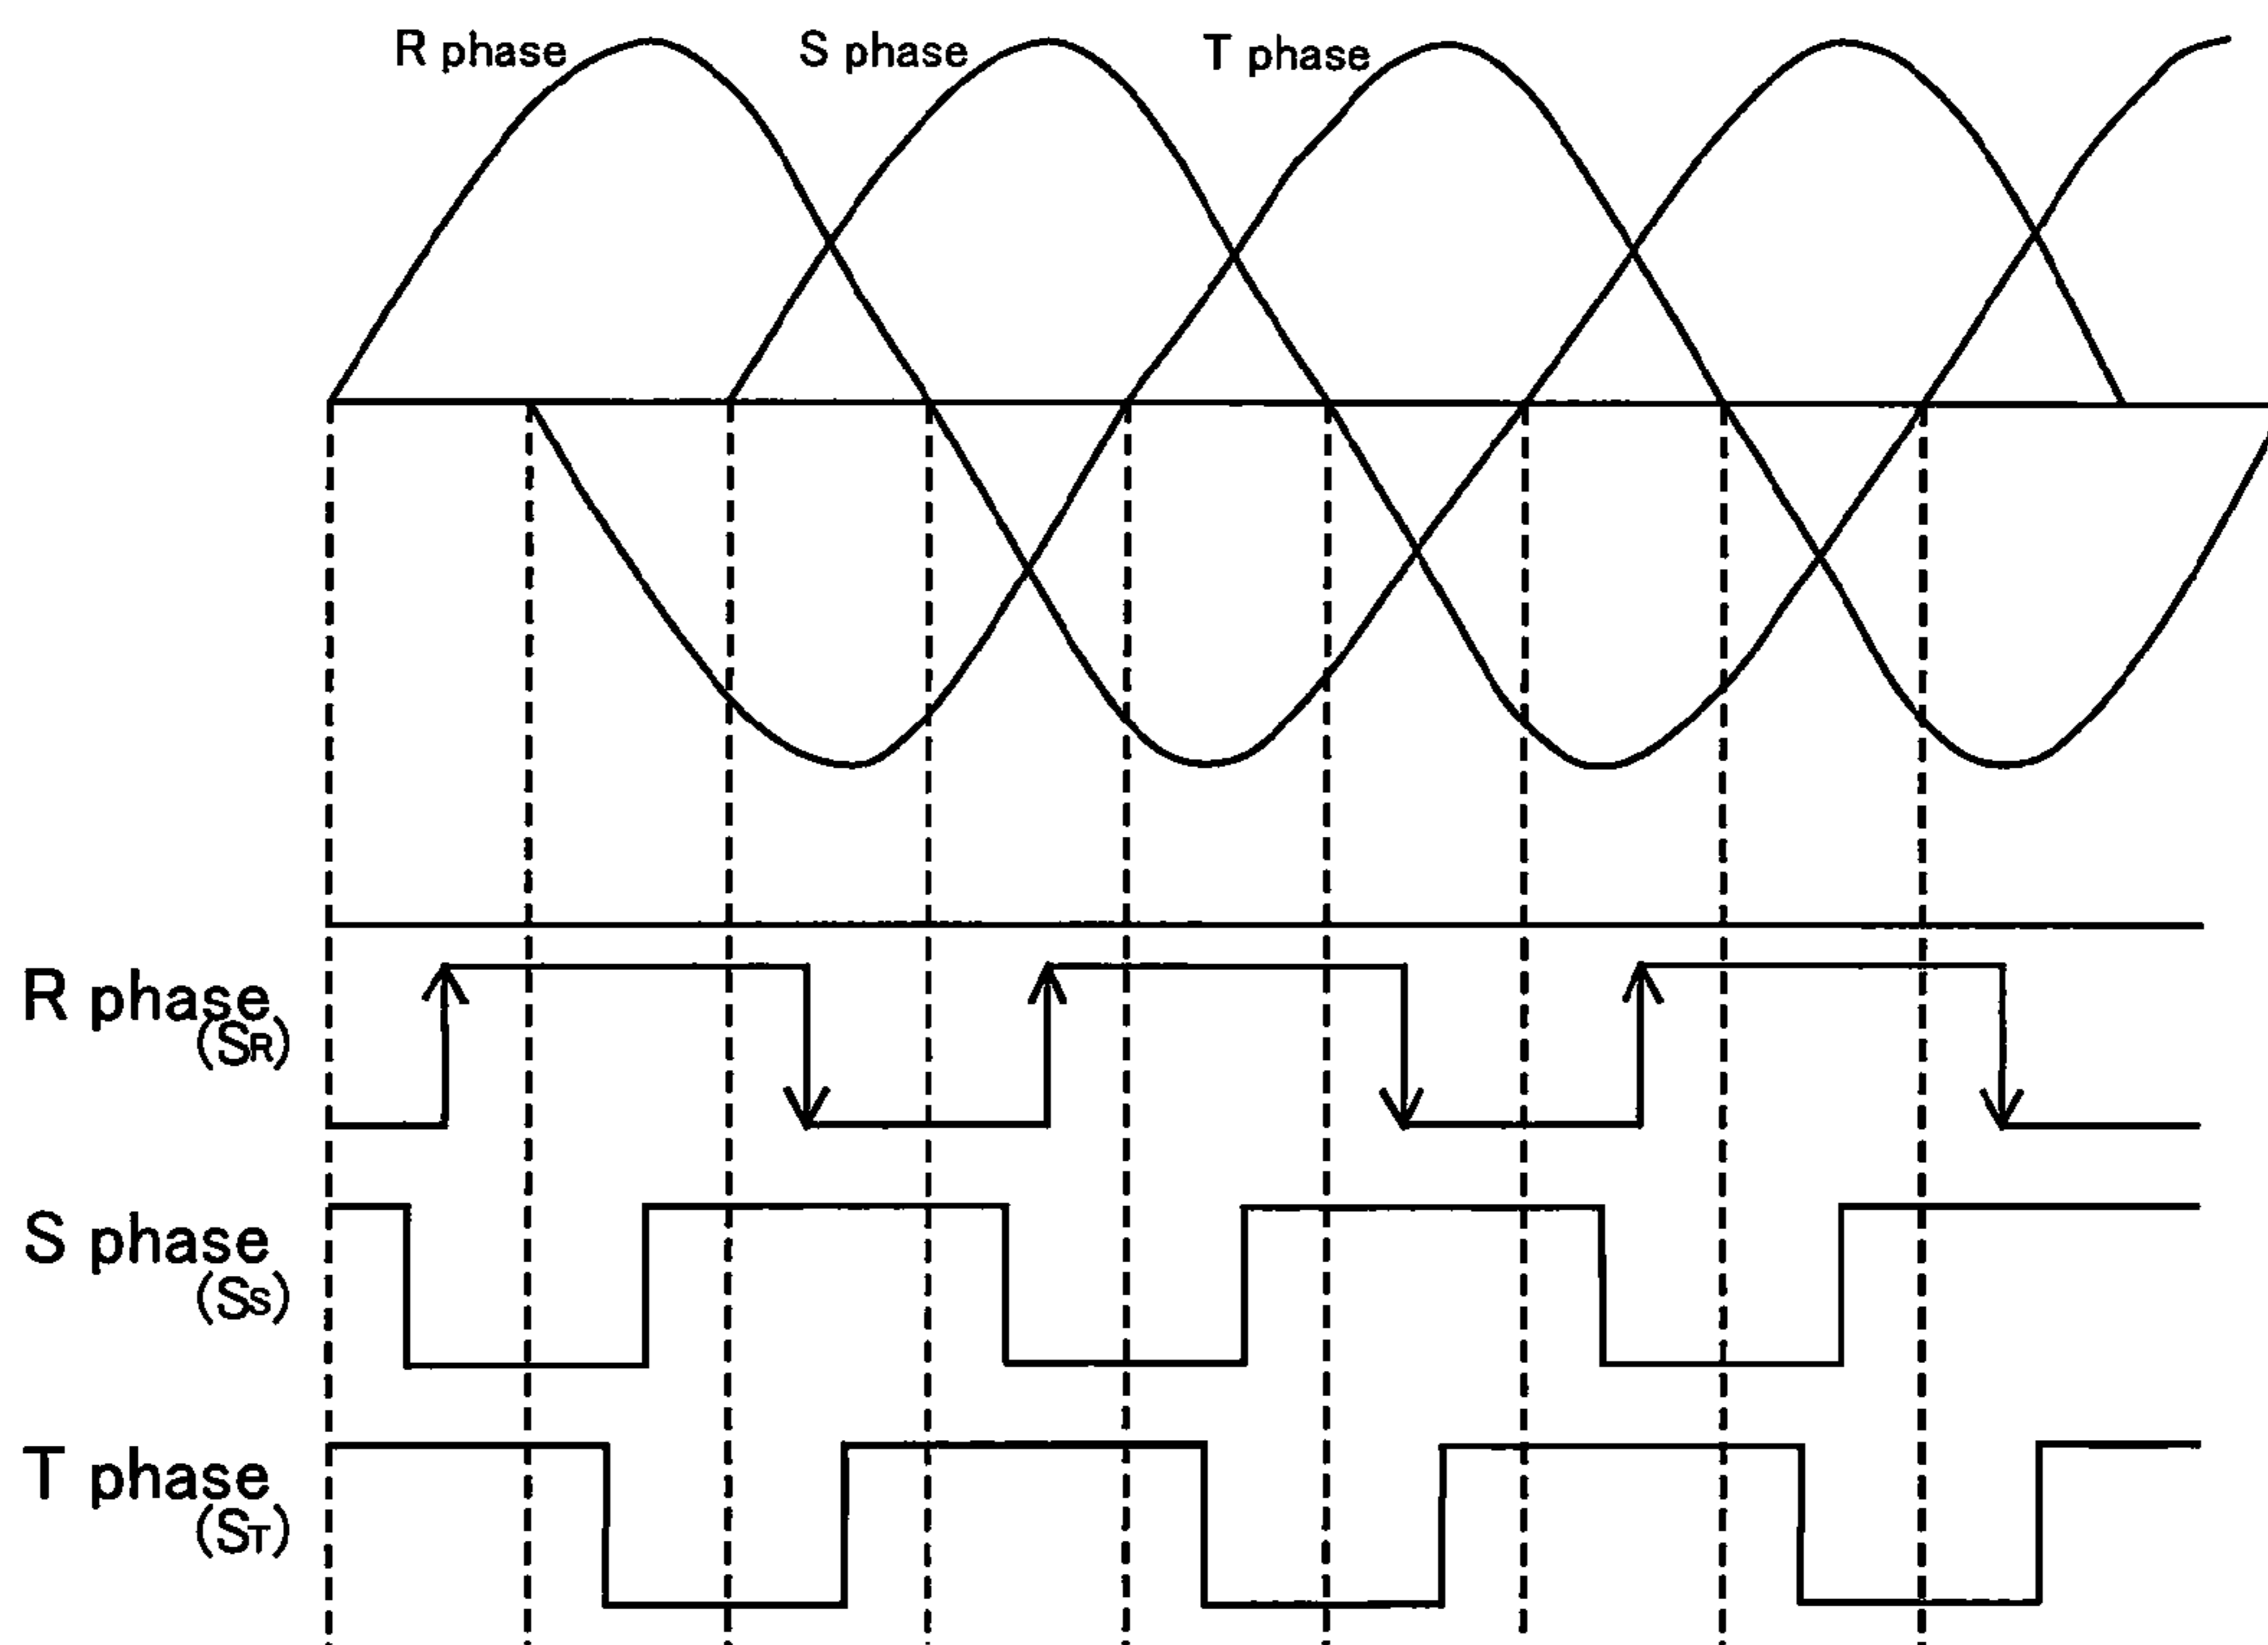 R phase S phase T phase
R phase
(SR)
S phase
(SS)
T phase
(ST)